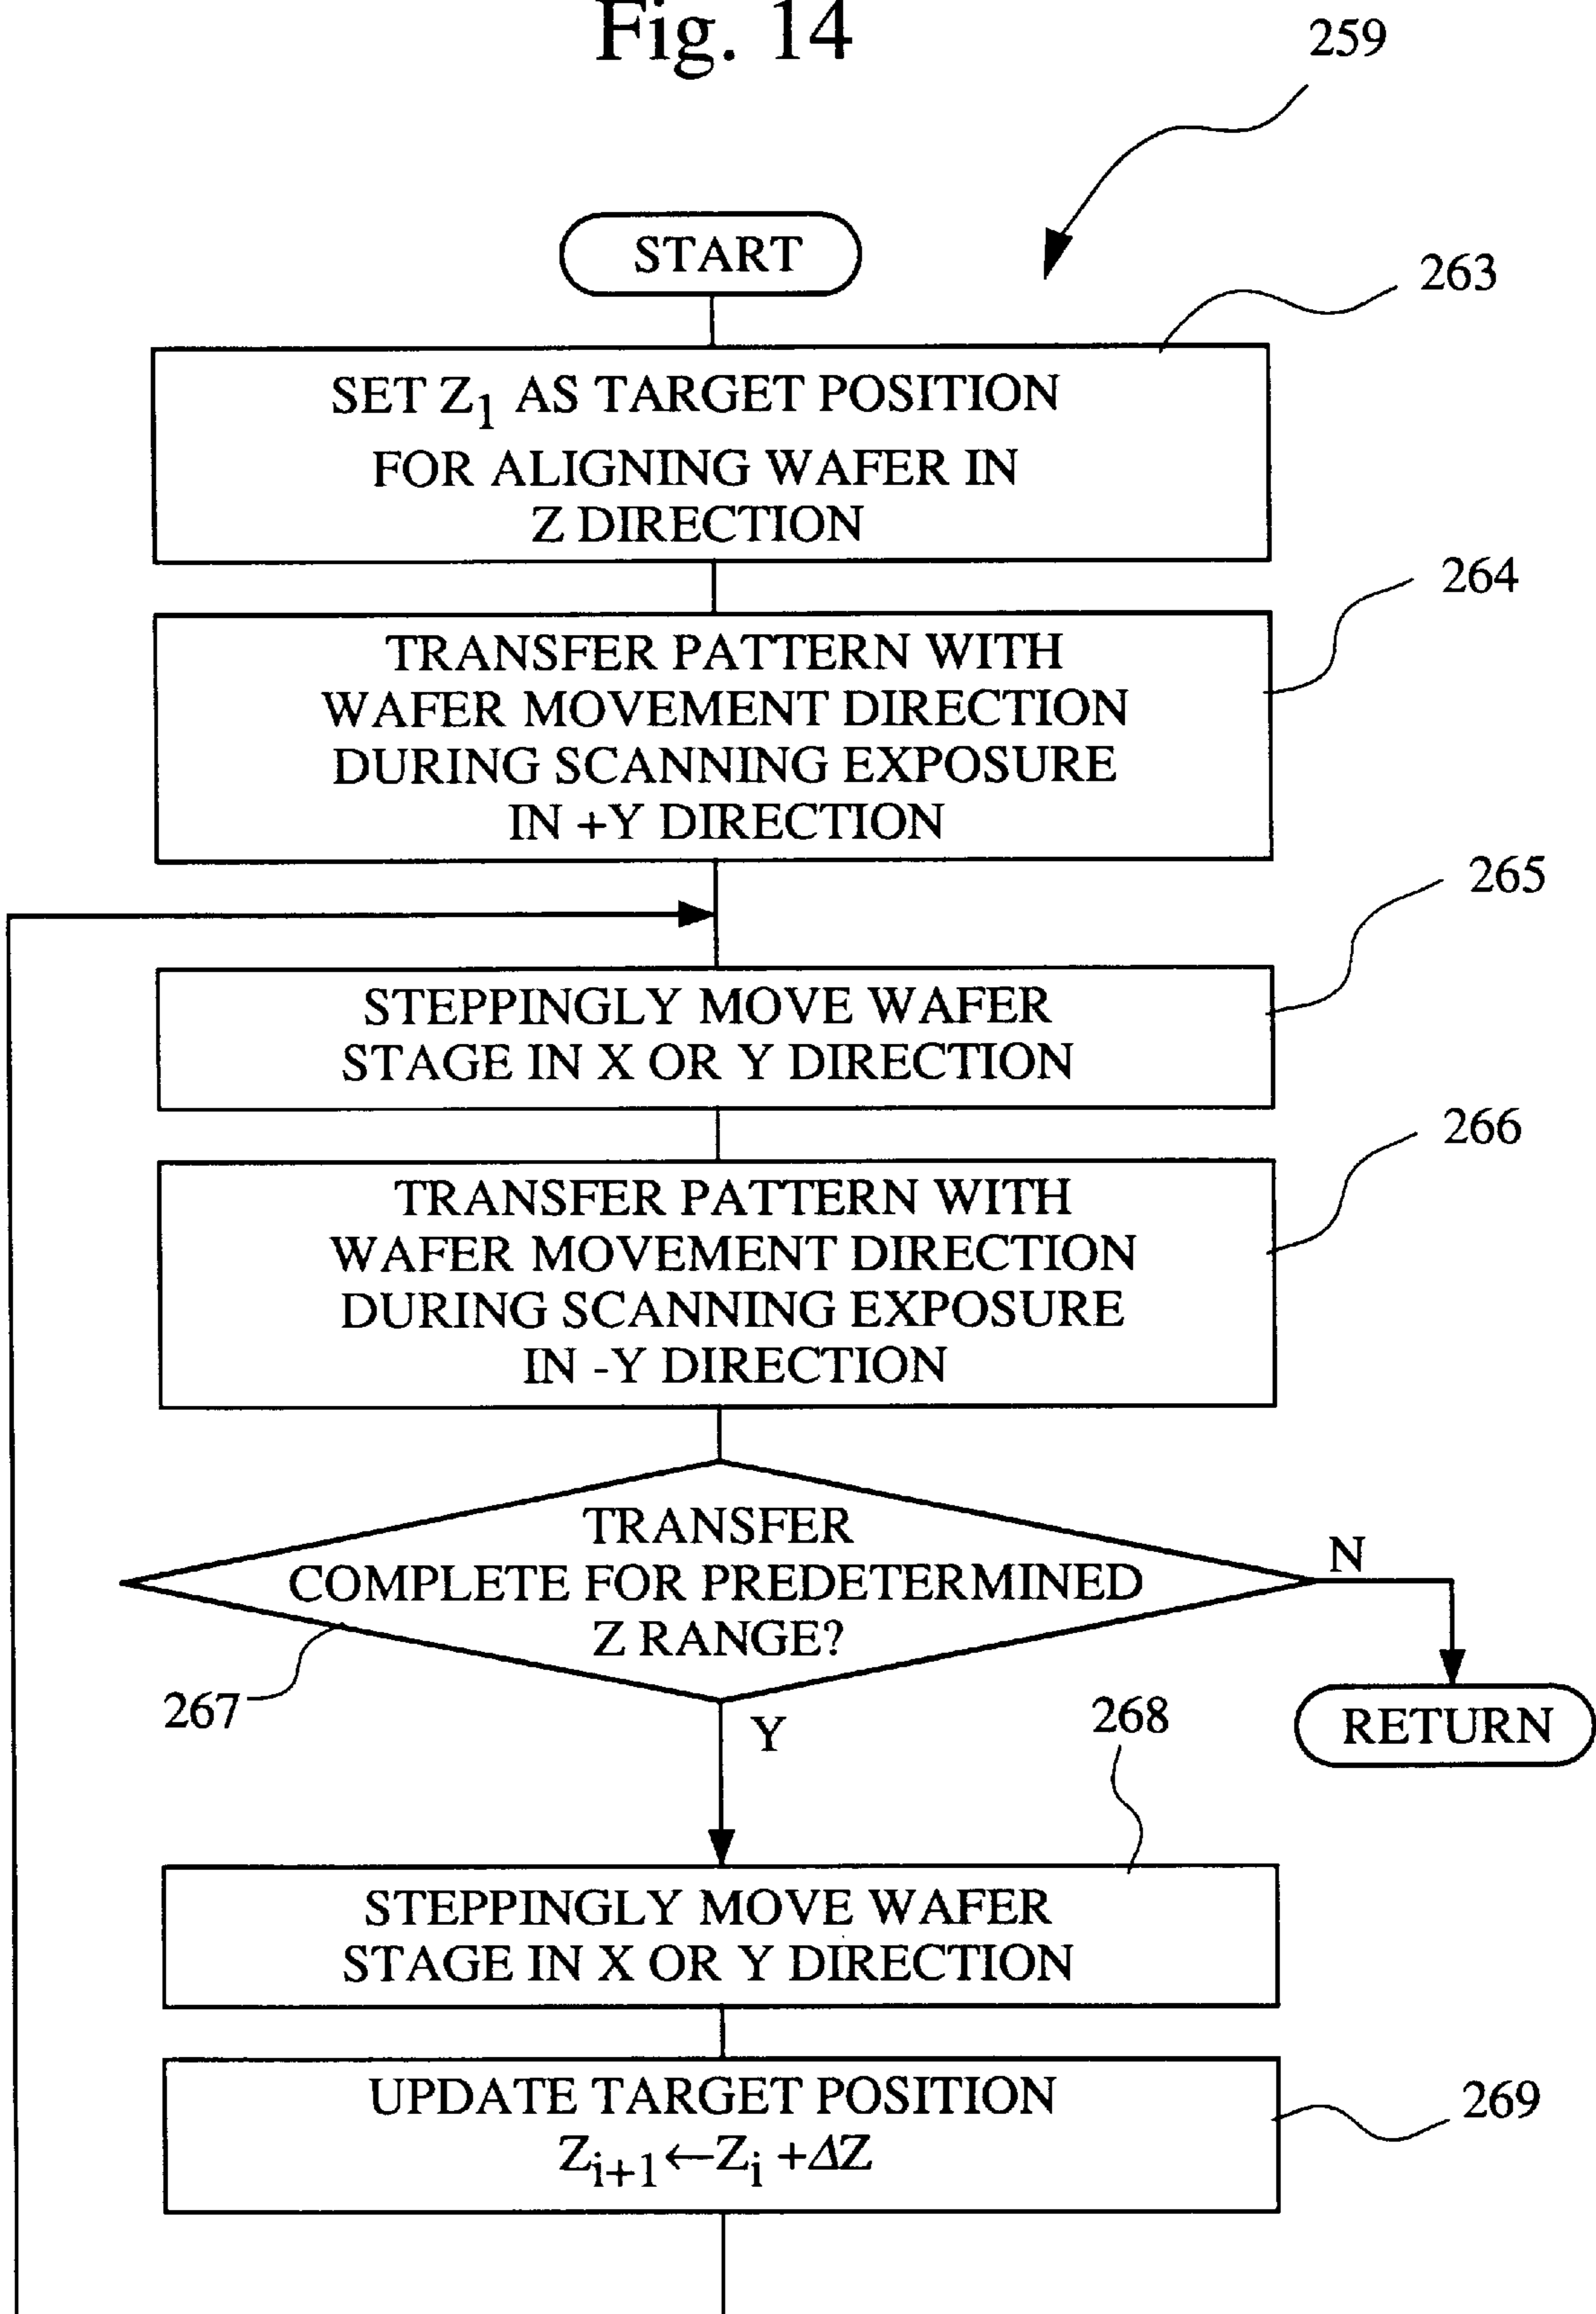 Fig. 14
259
START
263
SET Z1 AS TARGET POSITION
FOR ALIGNING WAFER IN
Z DIRECTION
264
TRANSFER PATTERN WITH
WAFER MOVEMENT DIRECTION
DURING SCANNING EXPOSURE
IN +Y DIRECTION
265
STEPPINGLY MOVE WAFER
STAGE IN X OR Y DIRECTION
266
TRANSFER PATTERN WITH
WAFER MOVEMENT DIRECTION
DURING SCANNING EXPOSURE
IN -Y DIRECTION
TRANSFER
COMPLETE FOR PREDETERMINED
Z RANGE?
N
267
Y
RETURN
268
STEPPINGLY MOVE WAFER
STAGE IN X OR Y DIRECTION
269
UPDATE TARGET POSITION
Zi+1←Zi +ΔZ